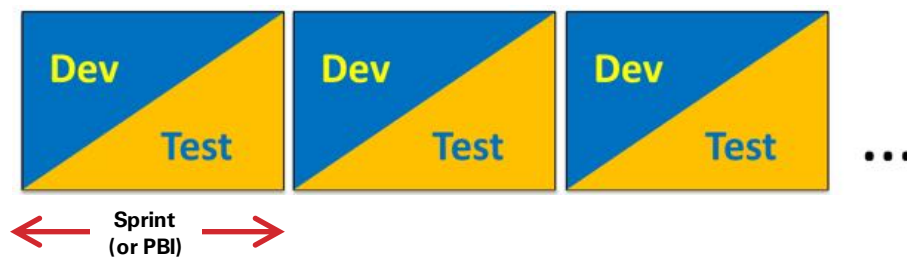 Dev Dev Dev
Test Test Test
...
Sprint
(or PBI)